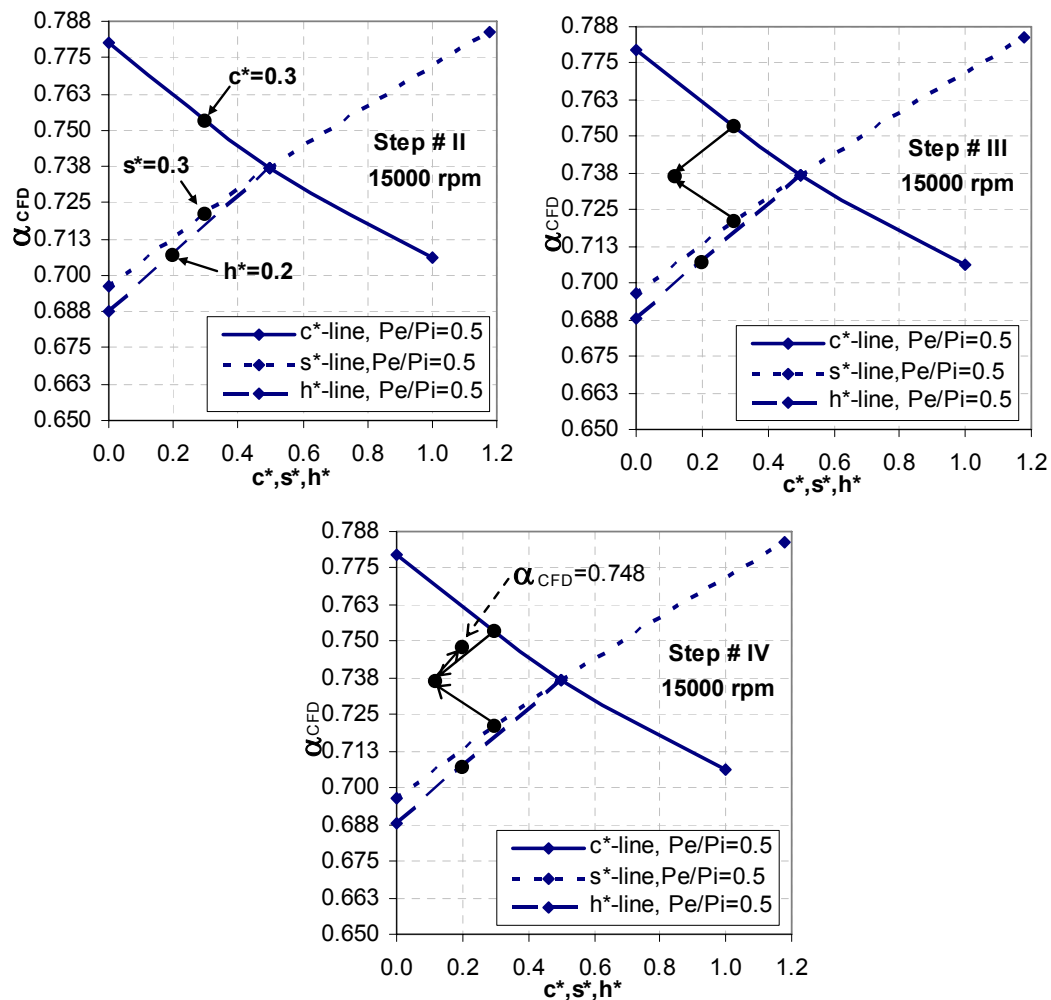 0.788
0.775
0.763
0.750
0.738
0.725
0.713
0.700
0.688
0.675
0.663
0.650
αCFD
c*=0.3
s*=0.3
h*=0.2
Step # II
15000 rpm
c*-line, Pe/Pi=0.5
s*-line,Pe/Pi=0.5
h*-line, Pe/Pi=0.5
0.0 0.2 0.4 0.6 0.8 1.0 1.2
c*,s*,h*
0.788
0.775
0.763
0.750
0.738
0.725
0.713
0.700
0.688
0.675
0.663
0.650
αCFD
Step # III
15000 rpm
c*-line, Pe/Pi=0.5
s*-line,Pe/Pi=0.5
h*-line, Pe/Pi=0.5
0.0 0.2 0.4 0.6 0.8 1.0 1.2
c*,s*,h*
0.788
0.775
0.763
0.750
0.738
0.725
0.713
0.700
0.688
0.675
0.663
0.650
αCFD
αCFD=0.748
Step # IV
15000 rpm
c*-line, Pe/Pi=0.5
s*-line,Pe/Pi=0.5
h*-line, Pe/Pi=0.5
0.0 0.2 0.4 0.6 0.8 1.0 1.2
c*,s*,h*